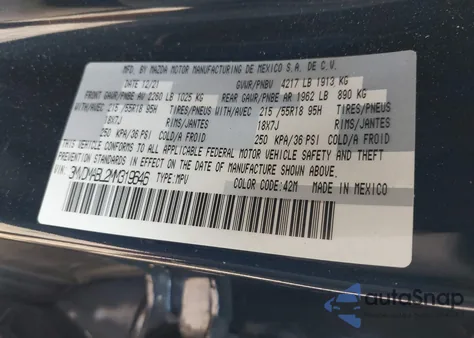 MFD. BY MAZDA MOTOR MANUFACTURING DE MEXICO S.A. DE C.V.
DATE 12/21 GVWR/PNBV 4217 LB 1913 KG
FRONT GAWR/PNBE AV 2260 LB 1025 KG REAR GAWR/PNBE AR 1962 LB 890 KG
WITH/AVEC 215/55R18 95H TIRES/PNEUS WITH/AVEC 215/55R18 95H TIRES/PNEUS
18X7J RIMS/JANTES 18X7J RIMS/JANTES
250 KPA/36 PSI COLD/A FROID 250 KPA/36 PSI COLD/A FROID
THIS VEHICLE CONFORMS TO ALL APPLICABLE FEDERAL MOTOR VEHICLE SAFETY AND THEFT
PREVENTION STANDARDS IN EFFECT ON THE DATE OF MANUFACTURE SHOWN ABOVE.
VIN: TYPE:MPV COLOR CODE:42M MADE IN MEXICO
autoSnap